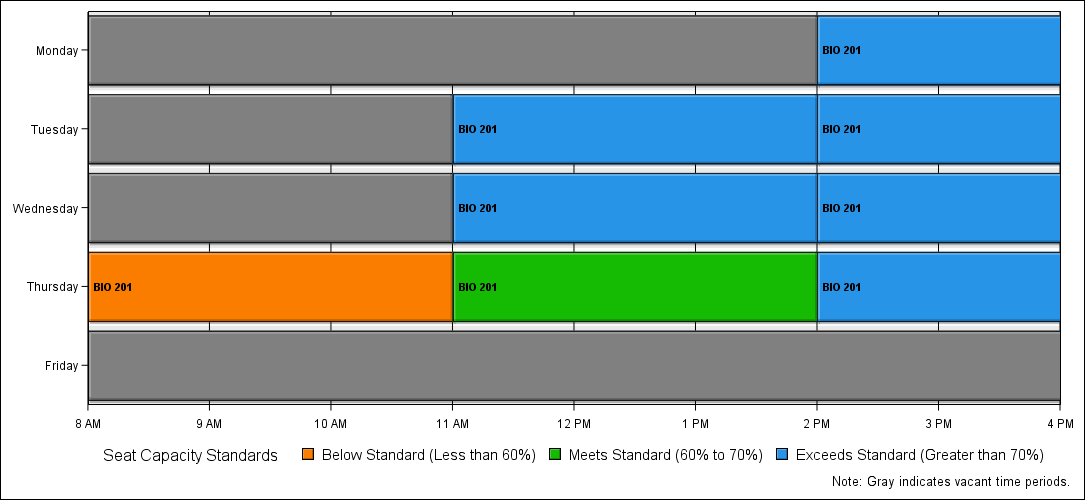 Monday
BIO 201
Tuesday
BIO 201 BIO 201
Wednesday
BIO 201 BIO 201
Thursday
BIO 201 BIO 201 BIO 201
Friday
8 AM 9 AM 10 AM 11 AM 12 PM 1 PM 2 PM 3 PM 4 PM
Seat Capacity Standards Below Standard (Less than 60%) Meets Standard (60% to 70%) Exceeds Standard (Greater than 70%)
Note: Gray indicates vacant time periods.